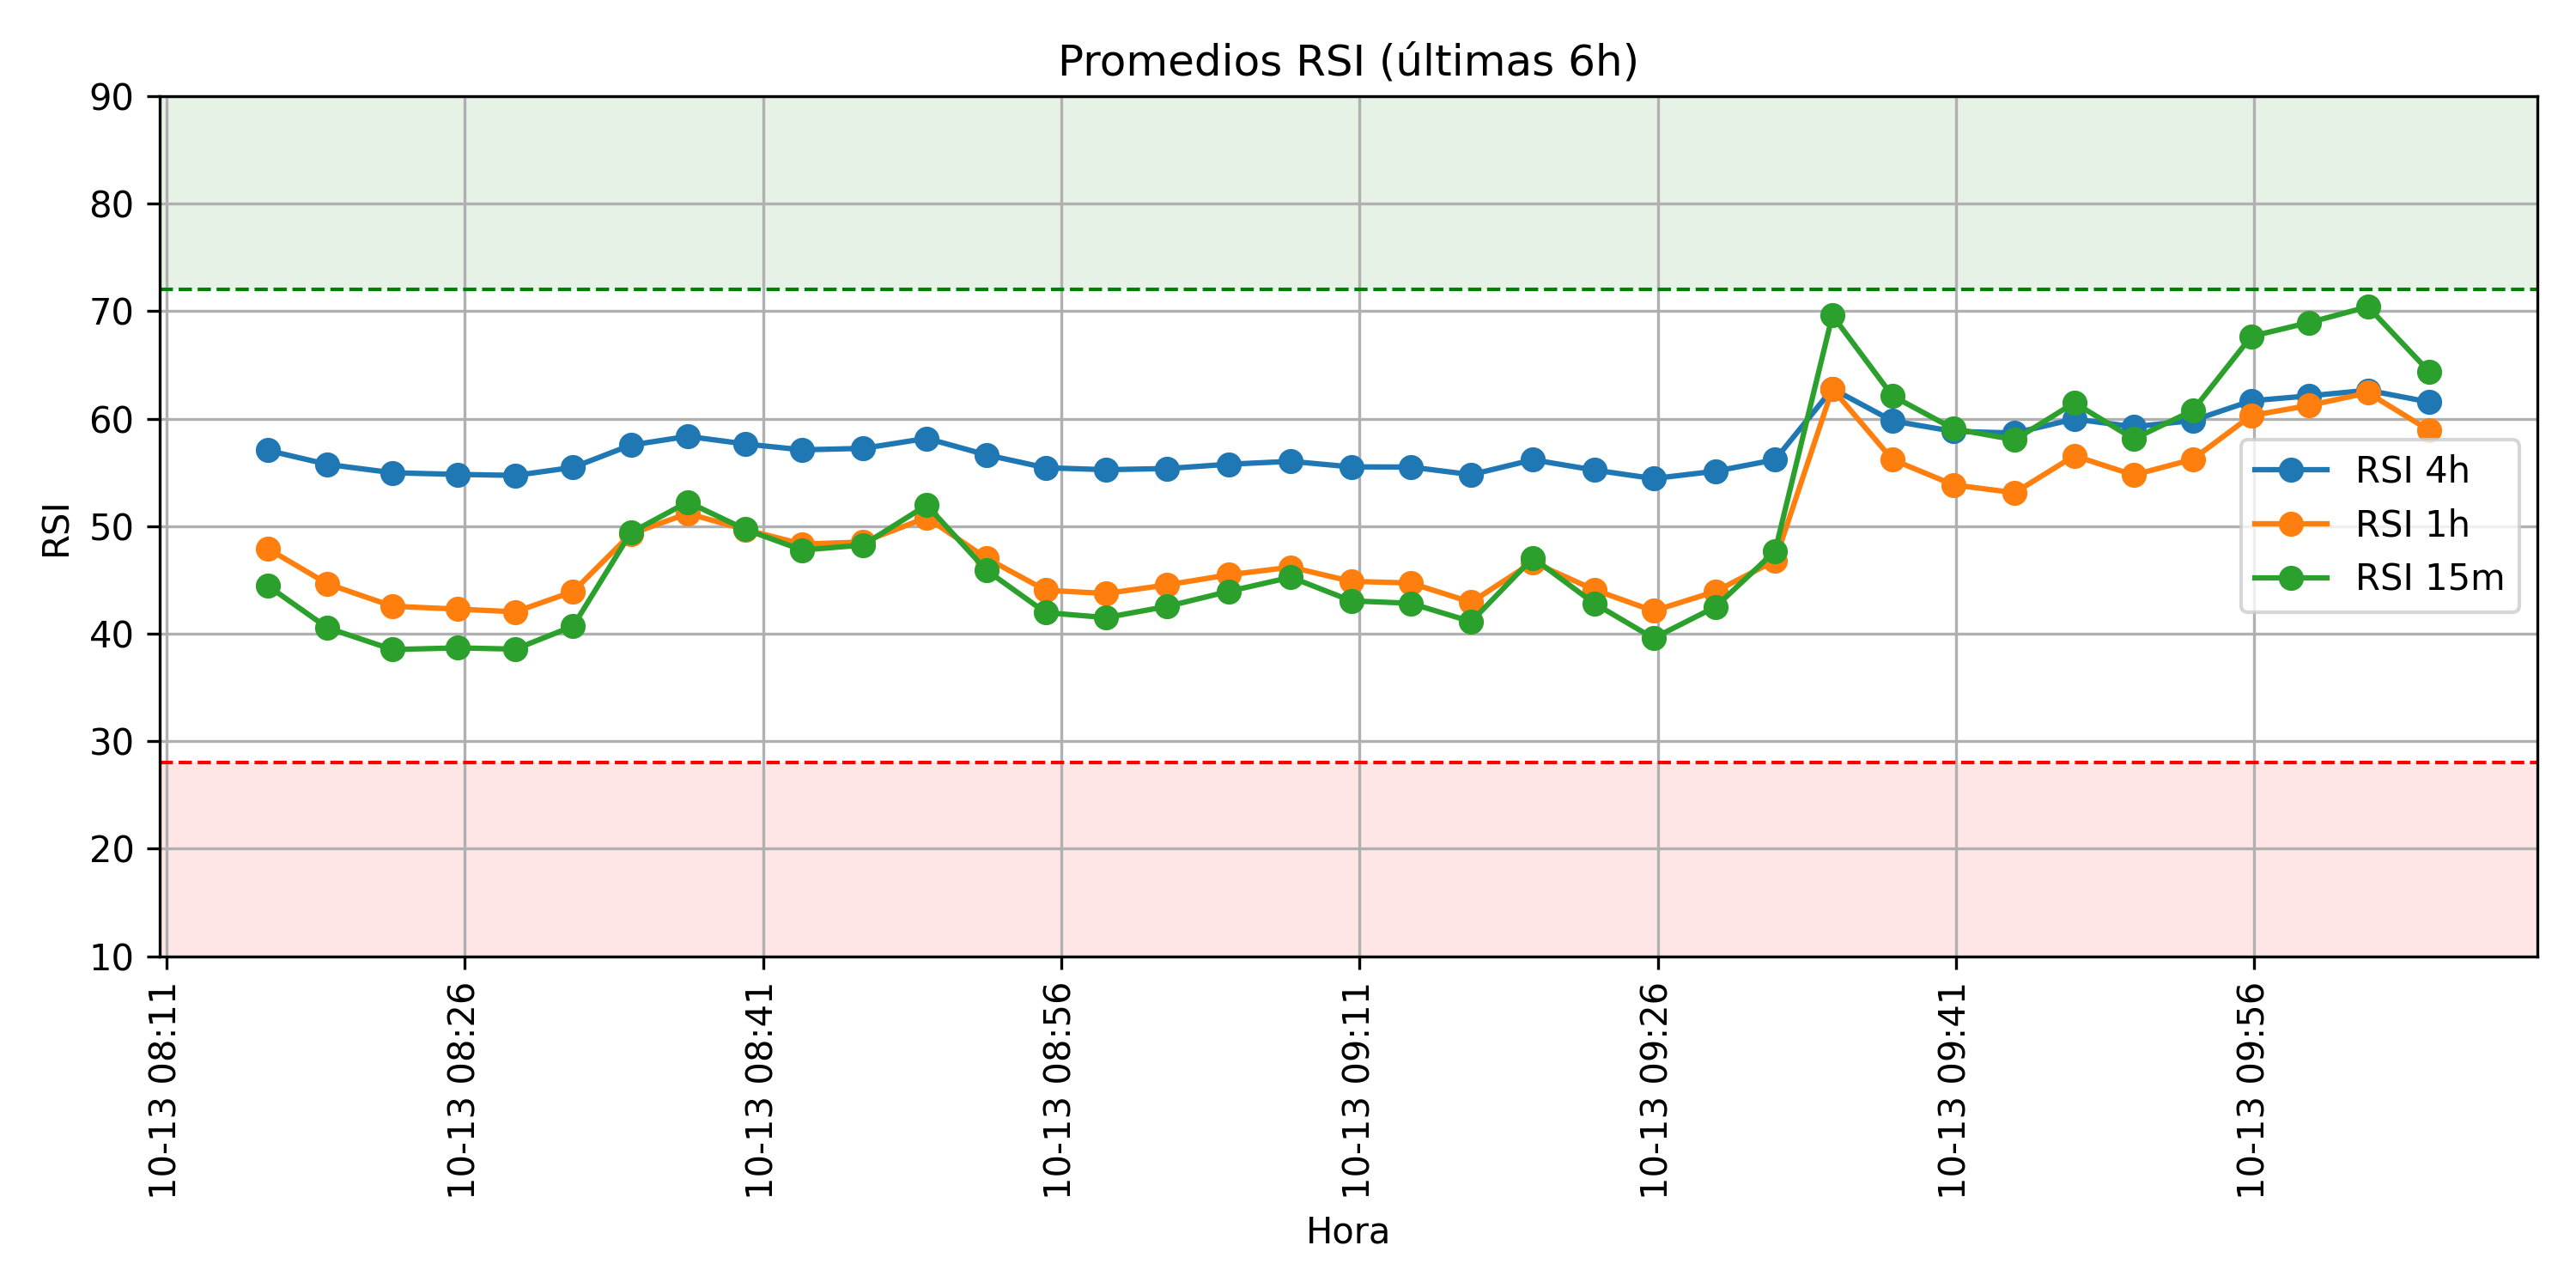 Promedios RSI (últimas 6h)
90
80
70
60
50
40
30
20
10
RSI
RSI 4h
RSI 1h
RSI 15m
10-13 08:11
10-13 08:26
10-13 08:41
10-13 08:56
10-13 09:11
10-13 09:26
10-13 09:41
10-13 09:56
Hora